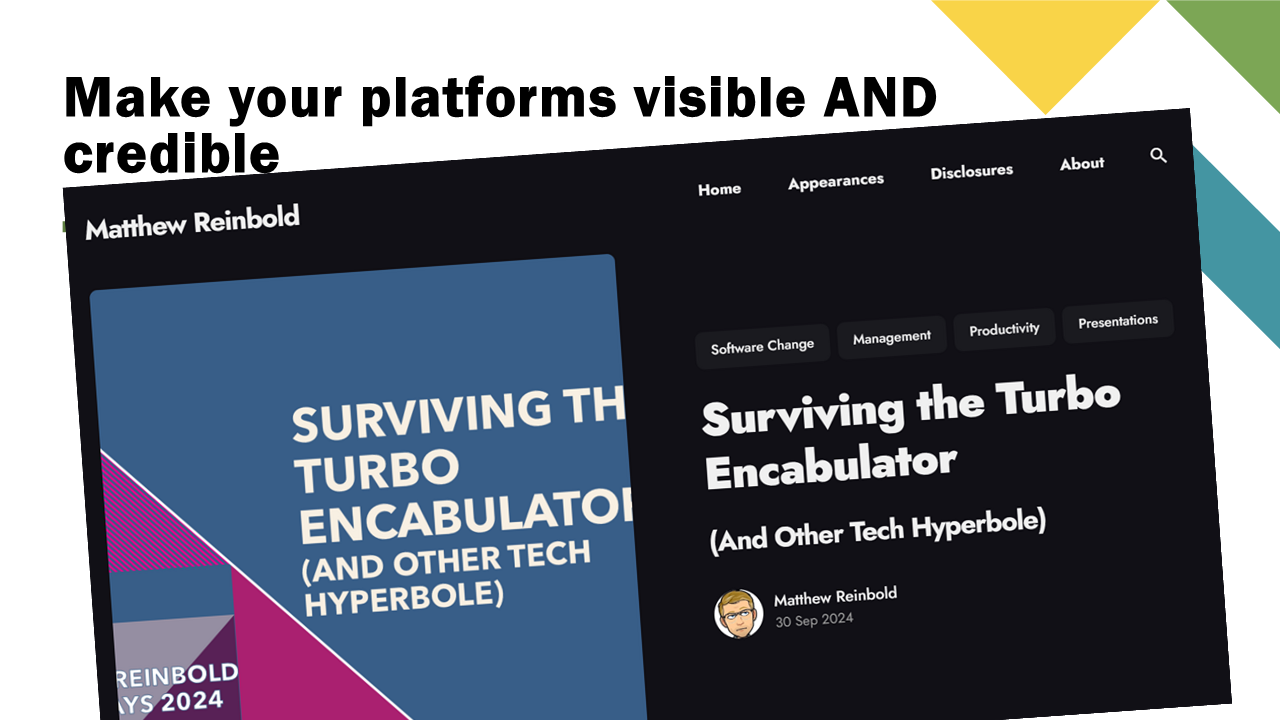 Make your platforms visible AND
credible
Matthew Reinbold
Home Appearances Disclosures About
SURVIVING TH
TURBO
ENCABULATO
(AND OTHER TECH
HYPERBOLE)
REINBOLD
AYS 2024
Software Change Management Productivity Presentations
Surviving the Turbo
Encabulator
(And Other Tech Hyperbole)
Matthew Reinbold
30 Sep 2024